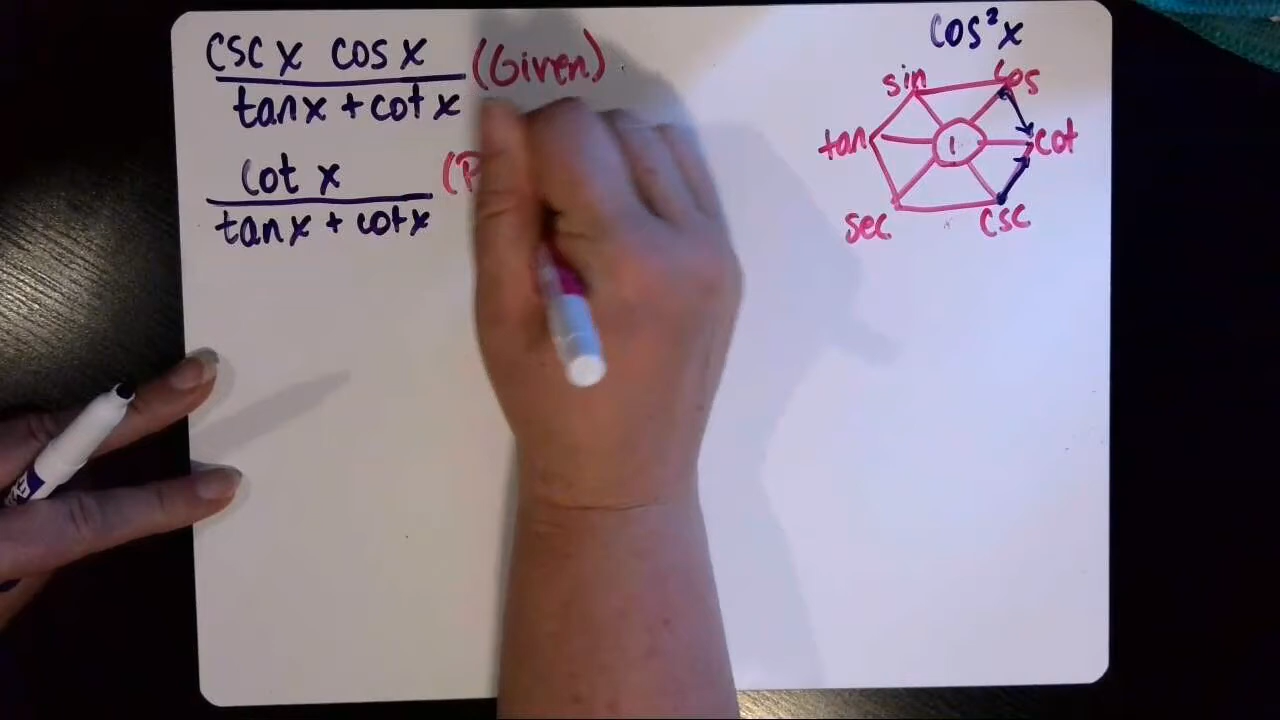 csc x cos x (Given)
tan x + cot x
cot x (P
tan x + cot x
cos²x
sin cos
tan 1 cot
sec csc